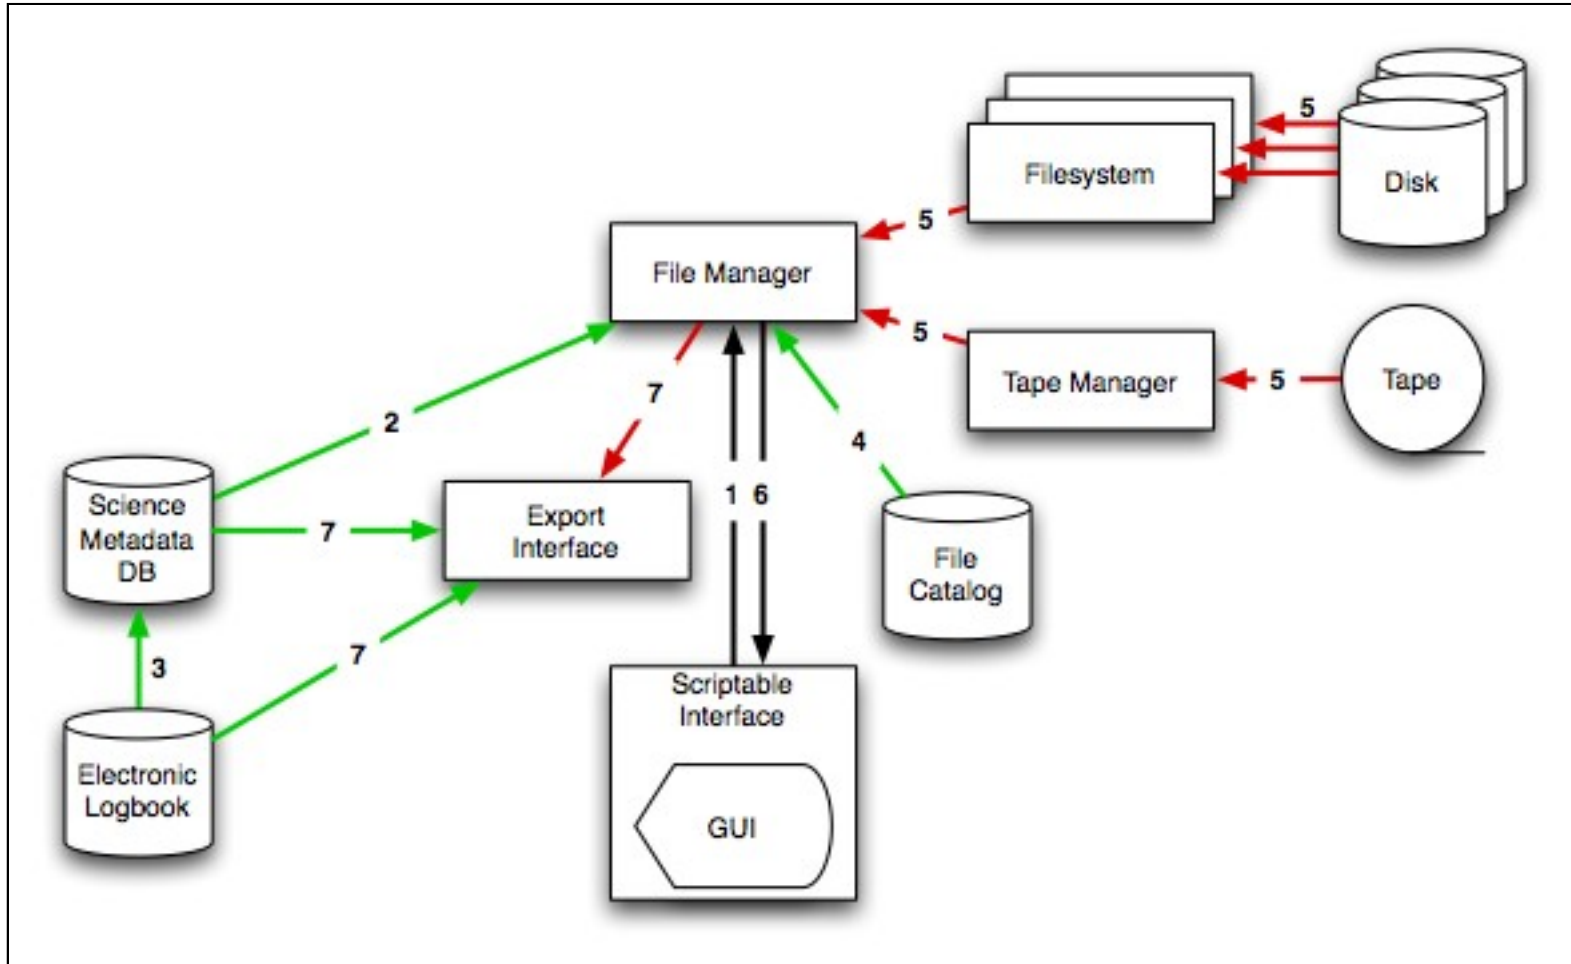 5
Filesystem
Disk
5
File Manager
5
Tape Manager
5
Tape
7
2
4
Science
Metadata
DB
7
Export
Interface
1 6
File
Catalog
3
7
Scriptable
Interface
Electronic
Logbook
GUI